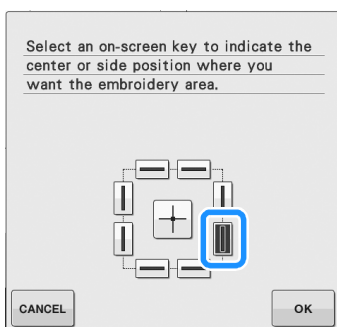 Select an on-screen key to indicate the
center or side position where you
want the embroidery area.
CANCEL
OK